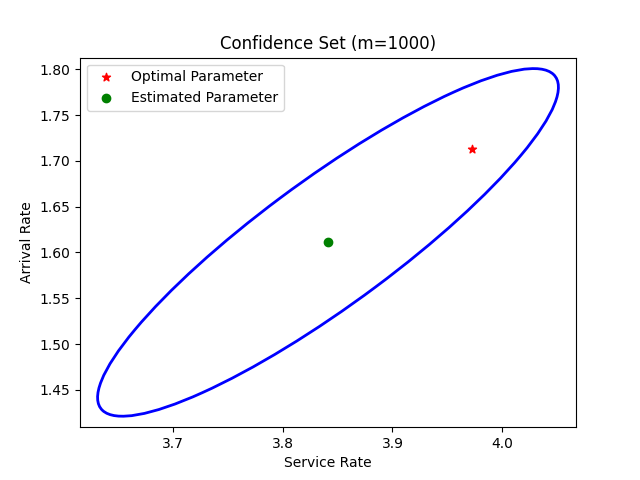 Confidence Set (m=1000)
Optimal Parameter
Estimated Parameter
Arrival Rate
1.80
1.75
1.70
1.65
1.60
1.55
1.50
1.45
3.7 3.8 3.9 4.0
Service Rate